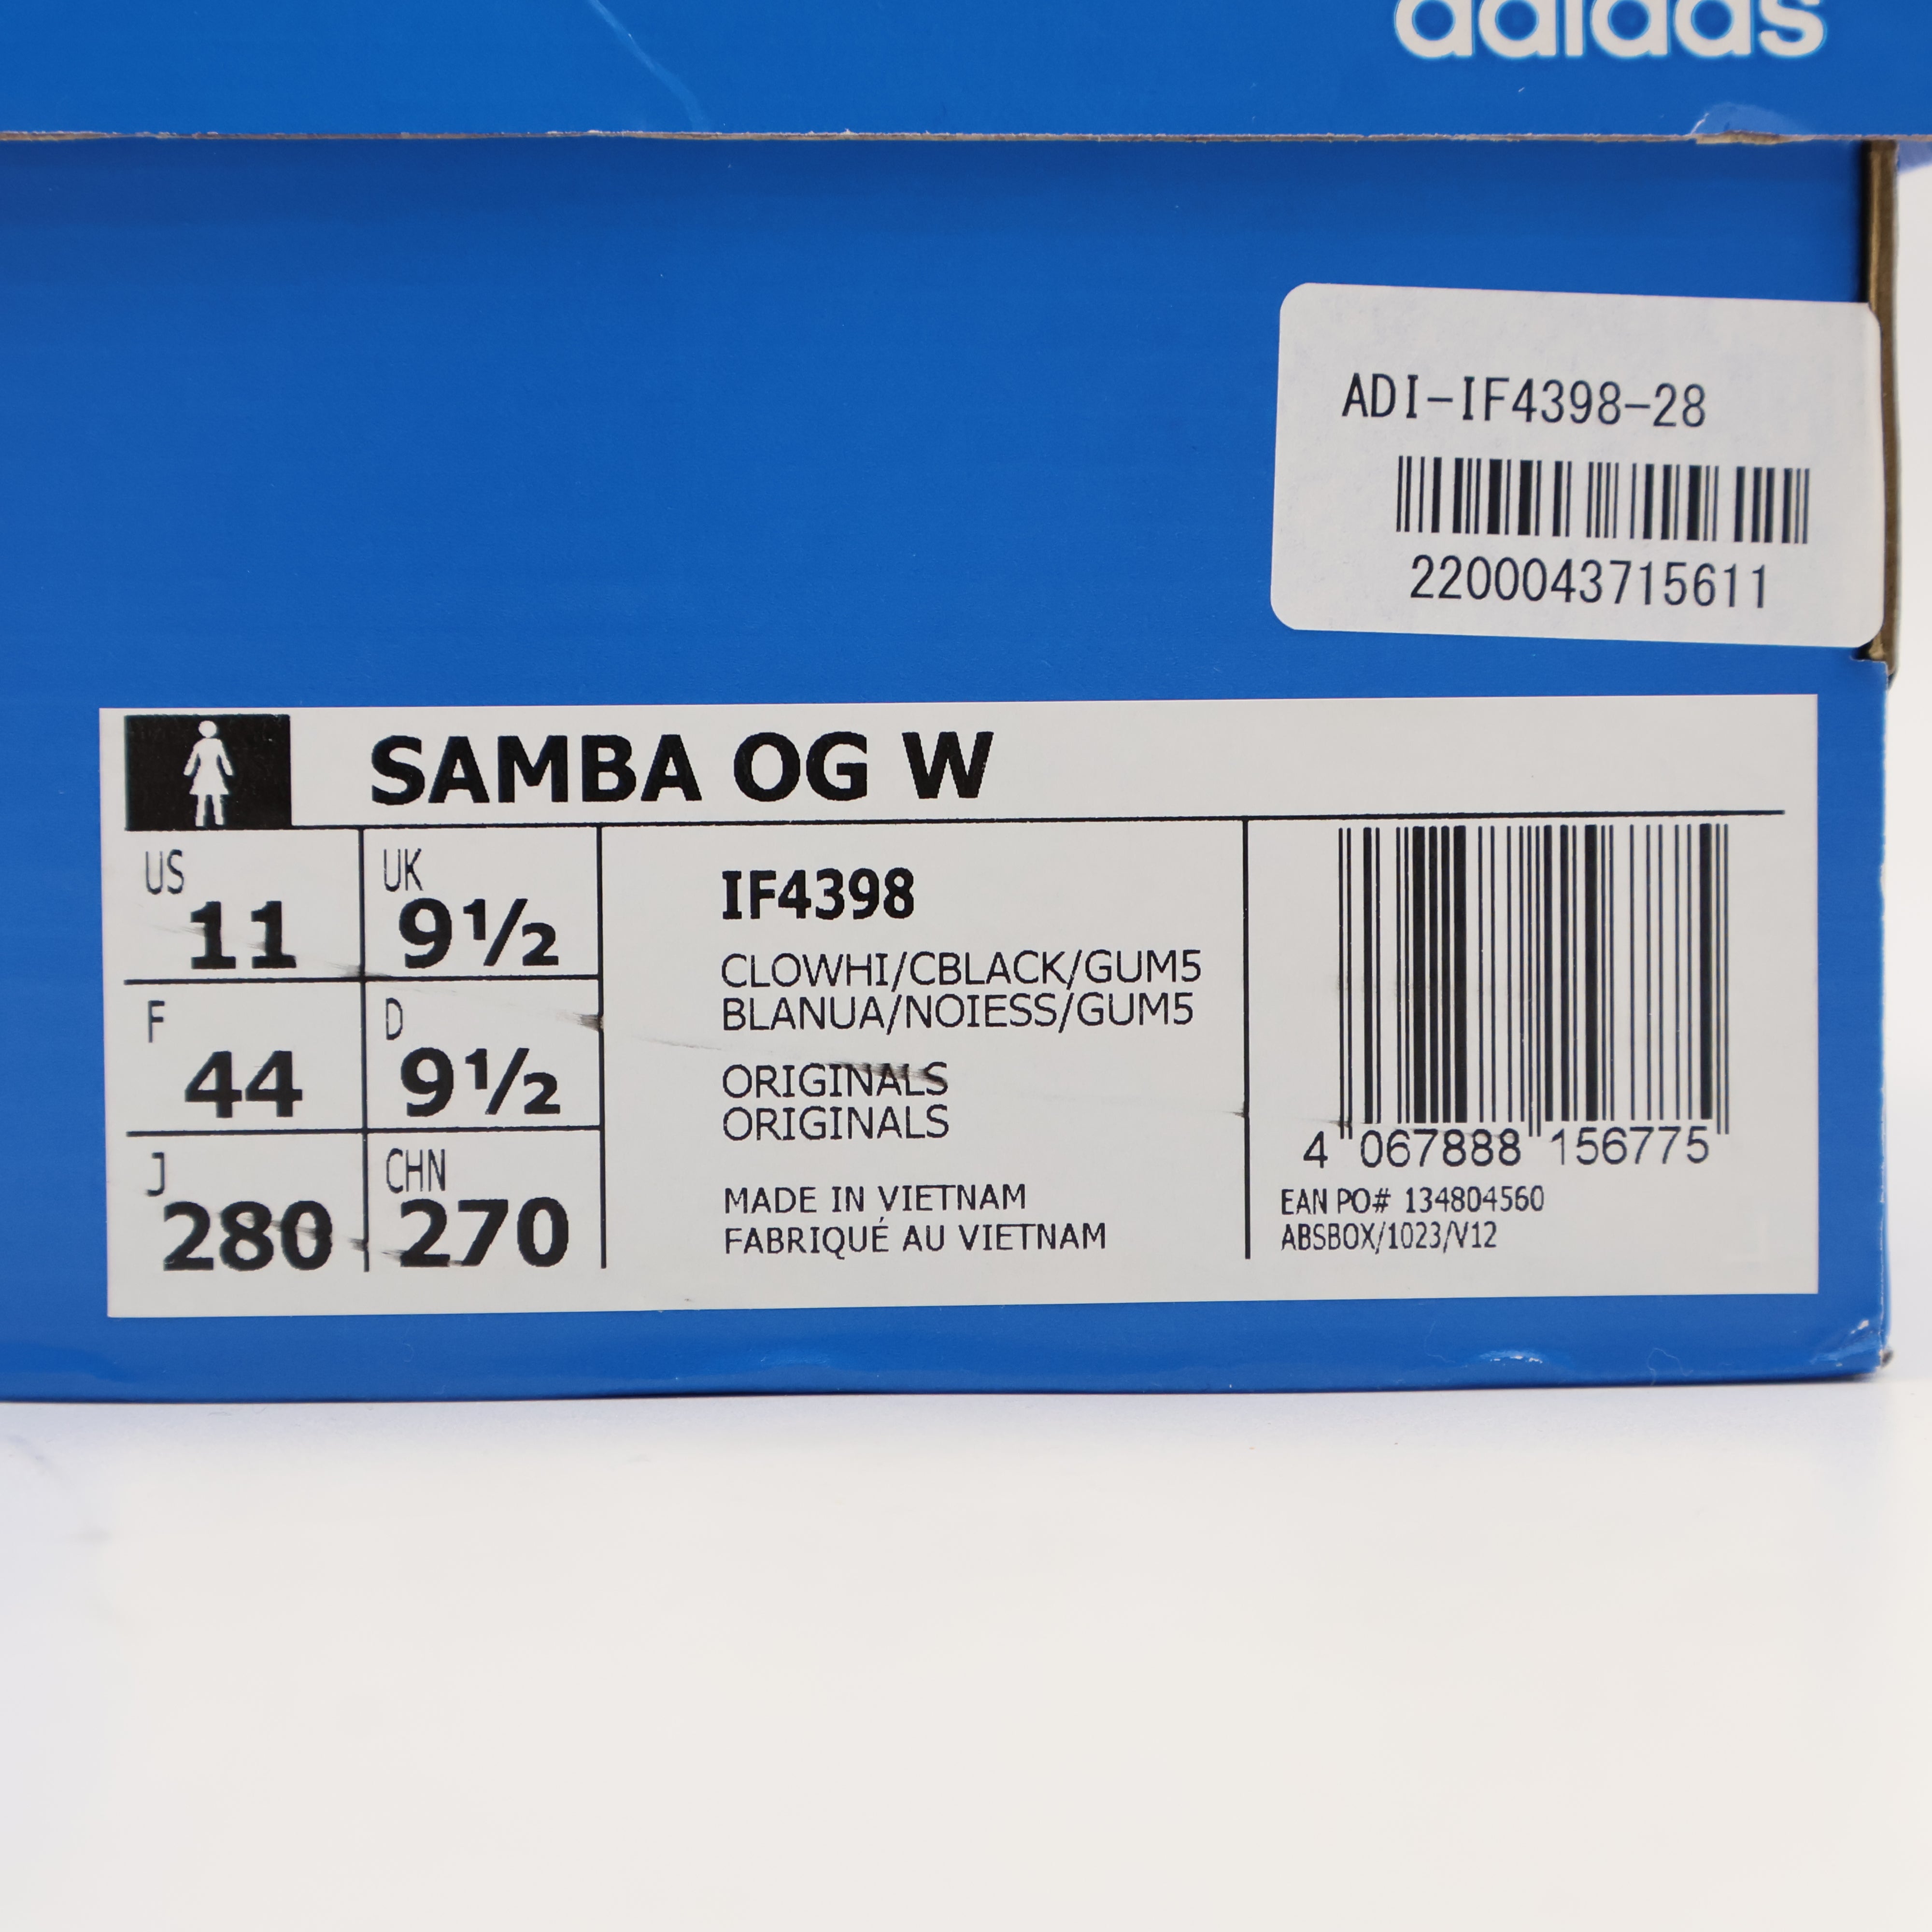 adidas
ADI-IF4398-28
2200043715611
SAMBA OG W
US
11
UK
9½
F
44
D
9½
J
280
CHN
270
IF4398
CLOWHI/CBLACK/GUM5
BLANUA/NOIESS/GUM5
ORIGINALS
ORIGINALS
MADE IN VIETNAM
FABRIQUÉ AU VIETNAM
4 067888 156775
EAN PO# 134804560
ABSBOX/1023/V12